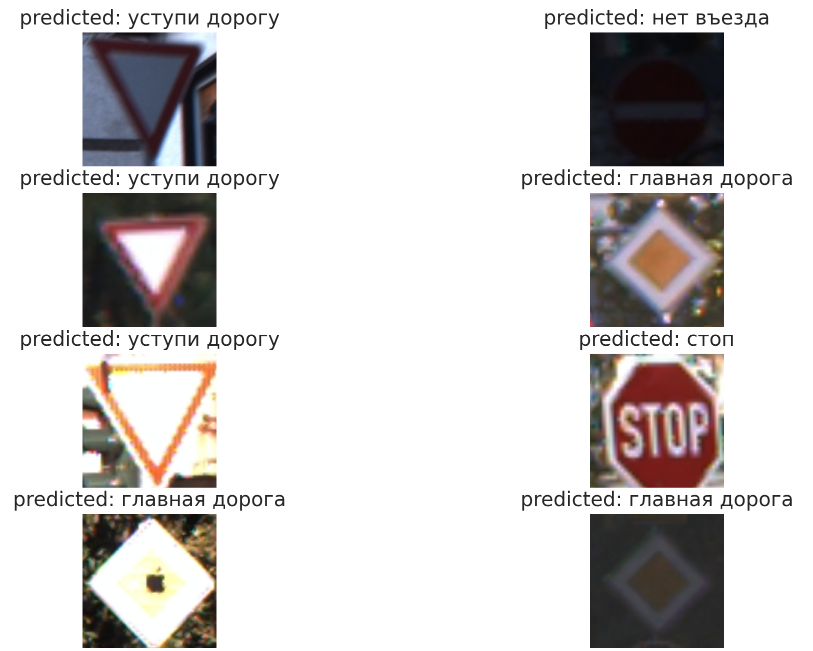 predicted: уступи дорогу
predicted: нет въезда
predicted: уступи дорогу
predicted: главная дорога
predicted: уступи дорогу
predicted: стоп
STOP
predicted: главная дорога
predicted: главная дорога